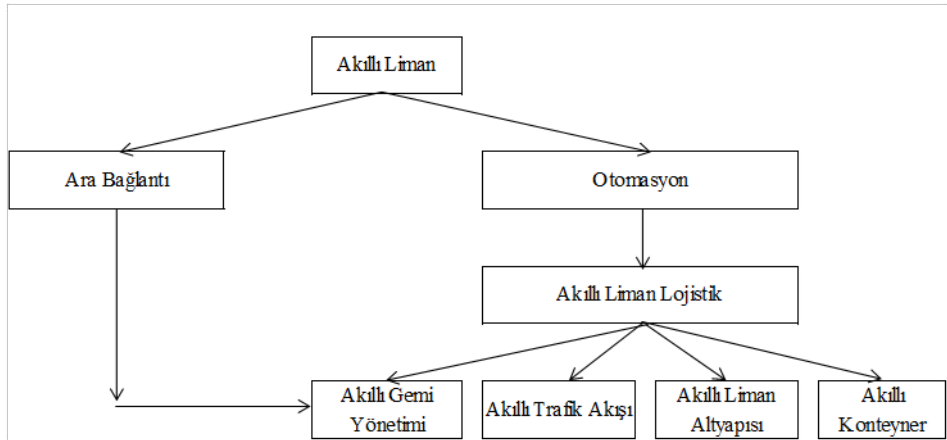 Akıllı Liman
Ara Bağlantı
Otomasyon
Akıllı Liman Lojistik
Akıllı Gemi
Yönetimi
Akıllı Trafik Akışı
Akıllı Liman
Altyapısı
Akıllı
Konteyner